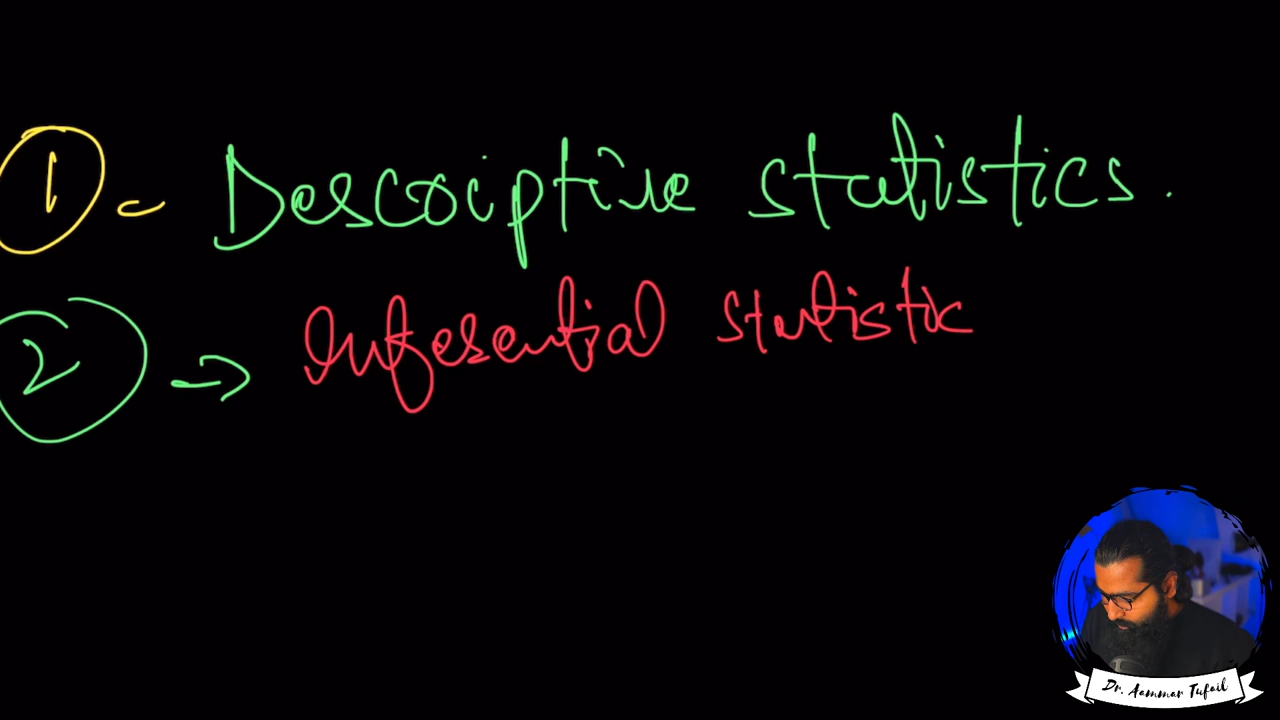 1 - Descriptive statistics.
2 → Inferential statistic
Dr. Aammar Tufail